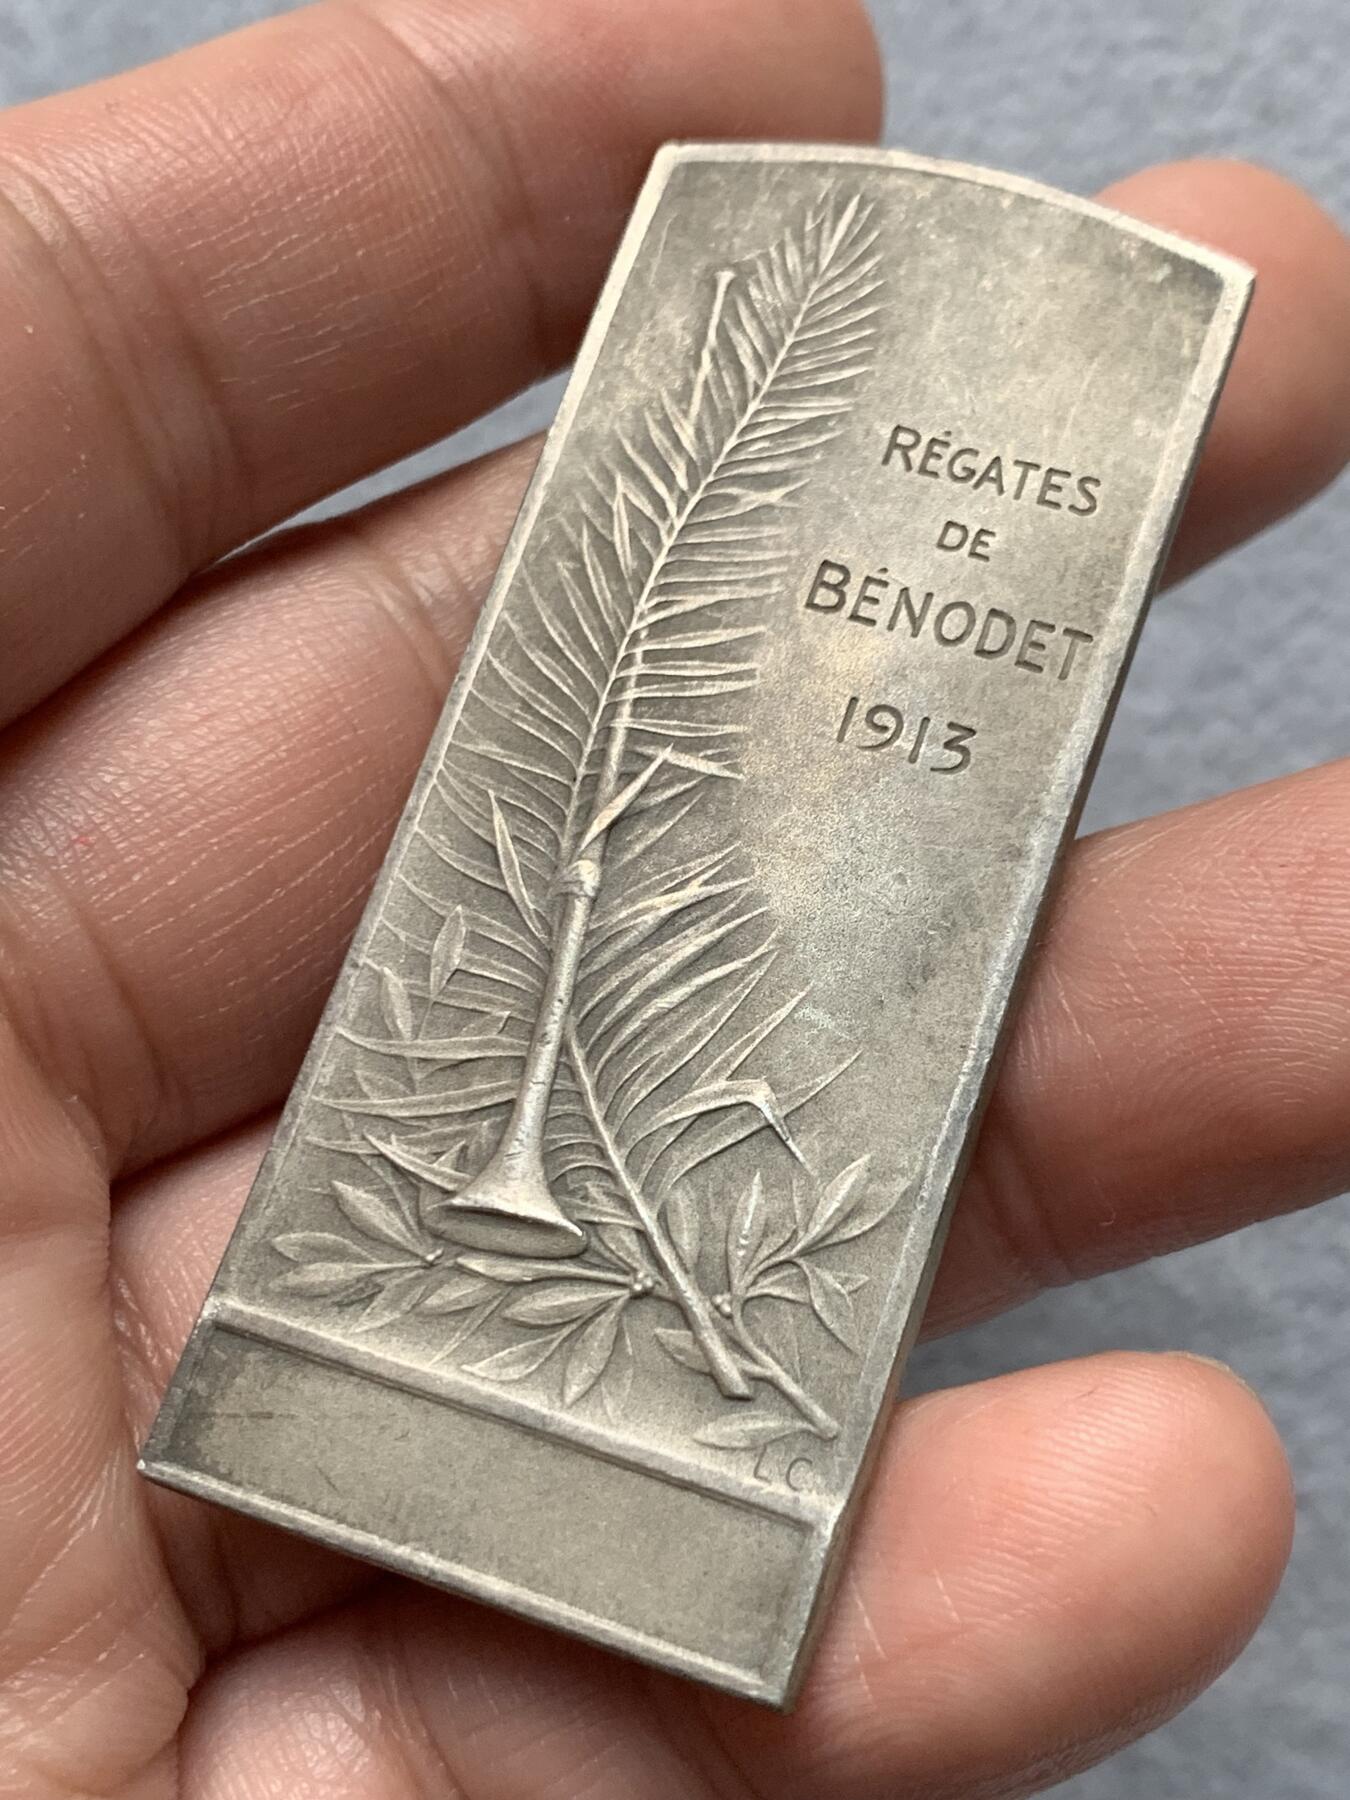 RÉGATES
DE
BÉNODET
1913
LC